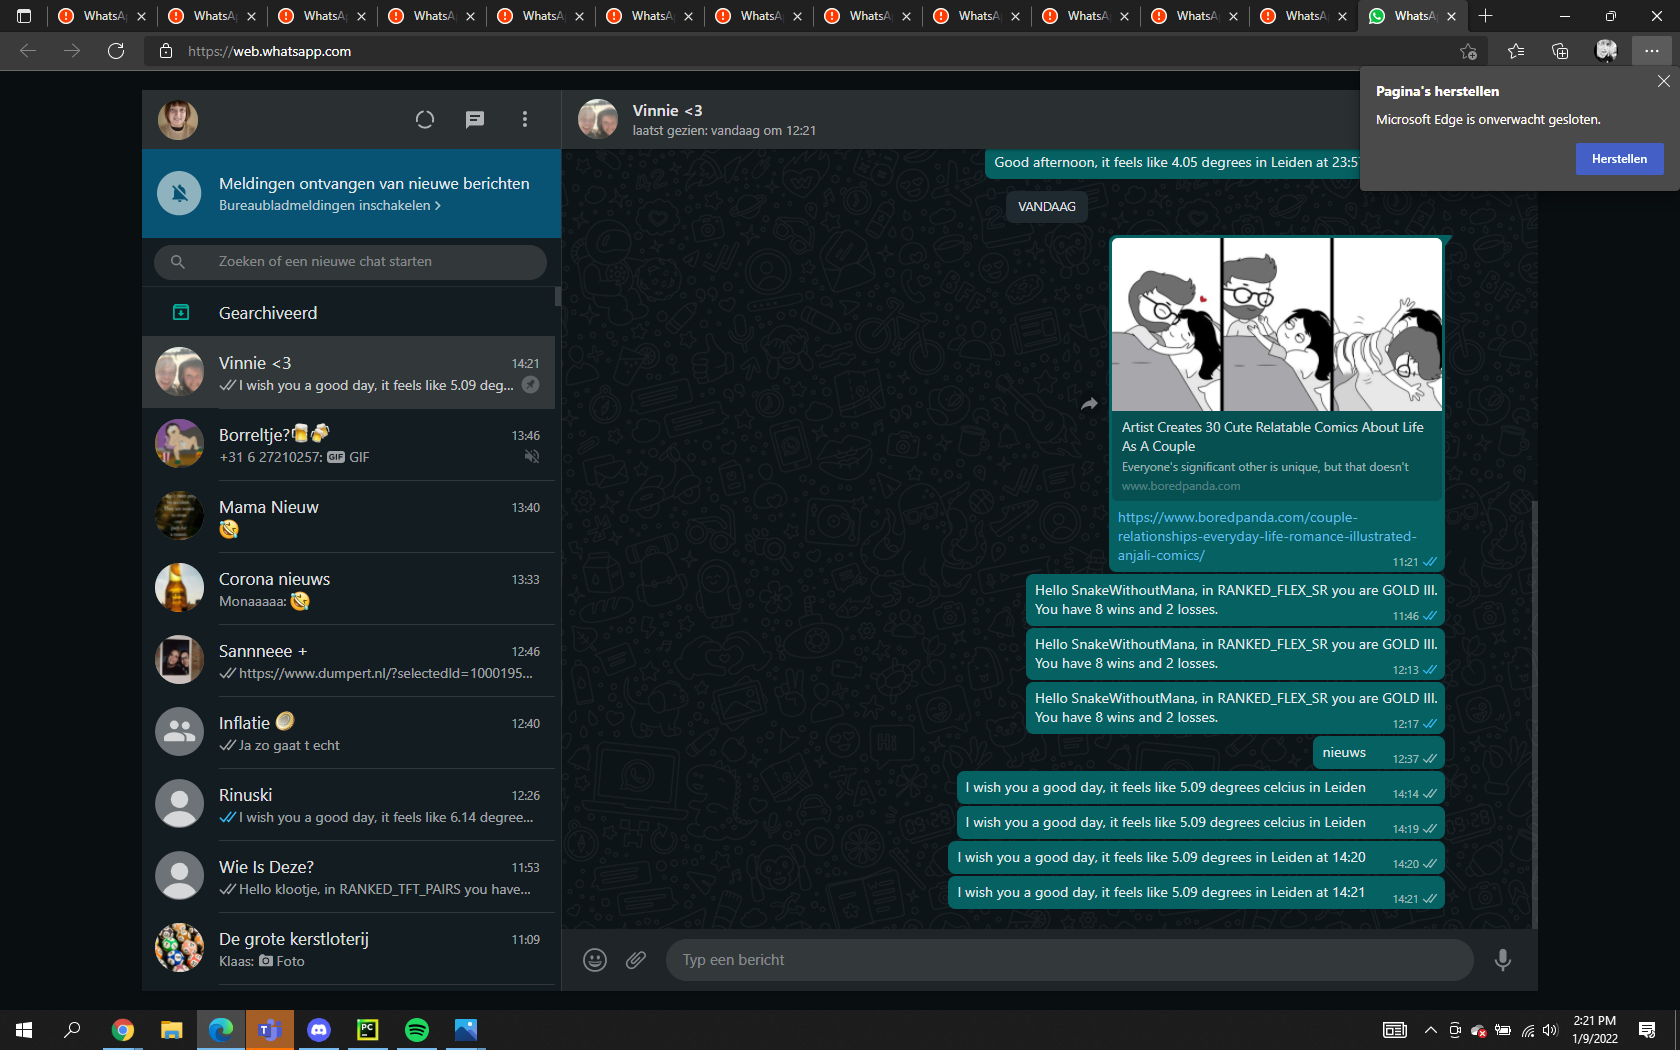 WhatsA
WhatsA
WhatsA
WhatsA
WhatsA
WhatsA
WhatsA
WhatsA
WhatsA
WhatsA
WhatsA
WhatsA
WhatsA
https://web.whatsapp.com
Pagina's herstellen
Microsoft Edge is onverwacht gesloten.
Herstellen
Meldingen ontvangen van nieuwe berichten
Bureaubladmeldingen inschakelen >
Zoeken of een nieuwe chat starten
Gearchiveerd
Vinnie <3 14:21
I wish you a good day, it feels like 5.09 deg...
Borreltje?🍺🍻 13:46
+31 6 27210257: GIF GIF
Mama Nieuw 13:40
🤣
Corona nieuws 13:33
Monaaaaa: 🤣
Sannneee + 12:46
https://www.dumpert.nl/?selectedId=1000195...
Inflatie 🪙 12:40
Ja zo gaat t echt
Rinuski 12:26
I wish you a good day, it feels like 6.14 degree...
Wie Is Deze? 11:53
Hello klootje, in RANKED_TFT_PAIRS you have...
De grote kerstloterij 11:09
Klaas: Foto
Vinnie <3
laatst gezien: vandaag om 12:21
Good afternoon, it feels like 4.05 degrees in Leiden at 23:5
VANDAAG
Artist Creates 30 Cute Relatable Comics About Life
As A Couple
Everyone's significant other is unique, but that doesn't
www.boredpanda.com
https://www.boredpanda.com/couple-
relationships-everyday-life-romance-illustrated-
anjali-comics/
11:21
Hello SnakeWithoutMana, in RANKED_FLEX_SR you are GOLD III.
You have 8 wins and 2 losses.
11:46
Hello SnakeWithoutMana, in RANKED_FLEX_SR you are GOLD III.
You have 8 wins and 2 losses.
12:13
Hello SnakeWithoutMana, in RANKED_FLEX_SR you are GOLD III.
You have 8 wins and 2 losses.
12:17
nieuws 12:37
I wish you a good day, it feels like 5.09 degrees celcius in Leiden 14:14
I wish you a good day, it feels like 5.09 degrees celcius in Leiden 14:19
I wish you a good day, it feels like 5.09 degrees in Leiden at 14:20 14:20
I wish you a good day, it feels like 5.09 degrees in Leiden at 14:21 14:21
Typ een bericht
PC
2:21 PM
1/9/2022